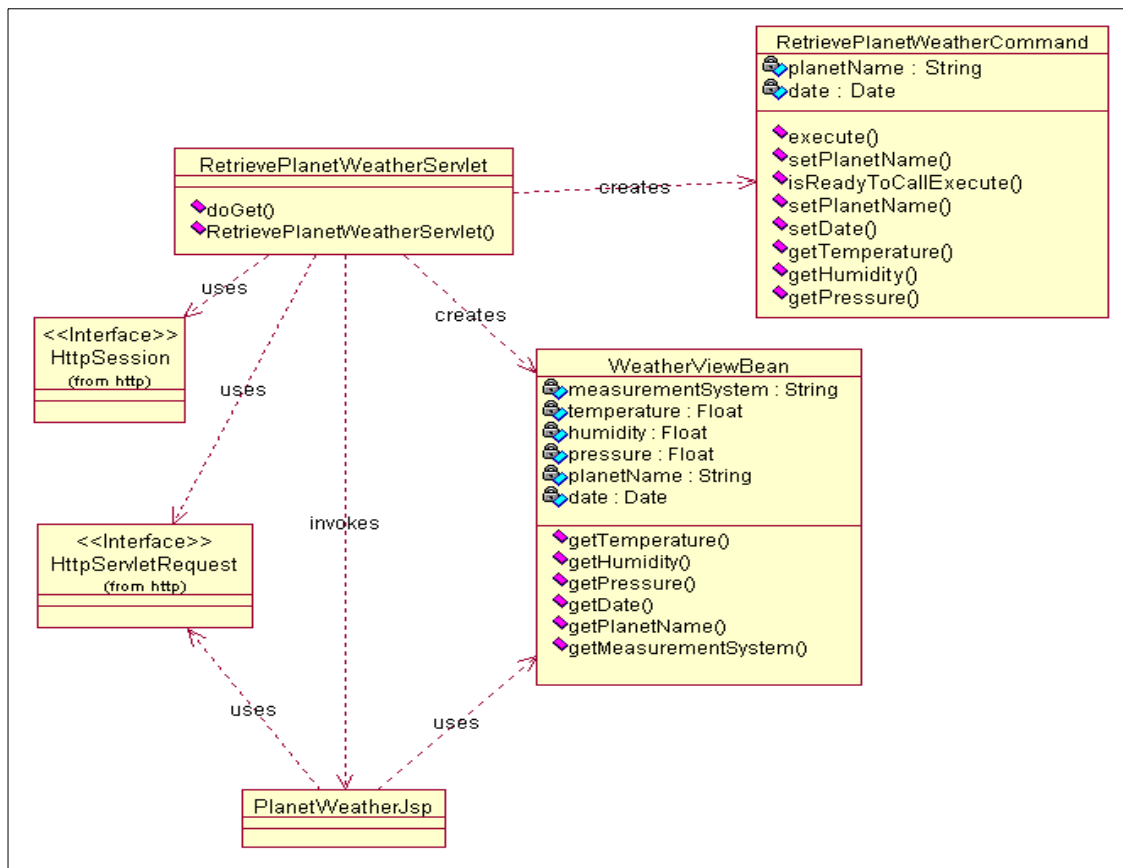 RetrievePlanetWeatherCommand
planetName : String
date : Date
execute()
setPlanetName()
isReadyToCallExecute()
setPlanetName()
setDate()
getTemperature()
getHumidity()
getPressure()
RetrievePlanetWeatherServlet
doGet()
RetrievePlanetWeatherServlet()
creates
uses
creates
<<Interface>>
HttpSession
(from http)
uses
WeatherViewBean
measurementSystem : String
temperature : Float
humidity : Float
pressure : Float
planetName : String
date : Date
getTemperature()
getHumidity()
getPressure()
getDate()
getPlanetName()
getMeasurementSystem()
invokes
<<Interface>>
HttpServletRequest
(from http)
uses
uses
PlanetWeatherJsp